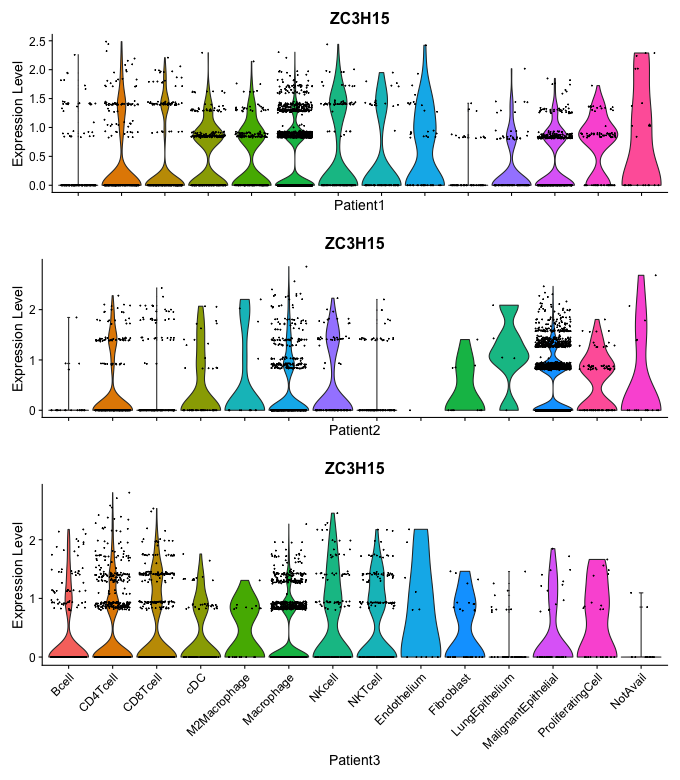 ZC3H15
Expression Level
2.5
2.0
1.5
1.0
0.5
0.0
Patient1
ZC3H15
Expression Level
2
1
0
Patient2
ZC3H15
Expression Level
2
1
0
Bcell
CD4Tcell
CD8Tcell
cDC
M2Macrophage
Macrophage
NKcell
NKTcell
Endothelium
Fibroblast
LungEpithelium
MalignantEpithelial
ProliferatingCell
NotAvail
Patient3